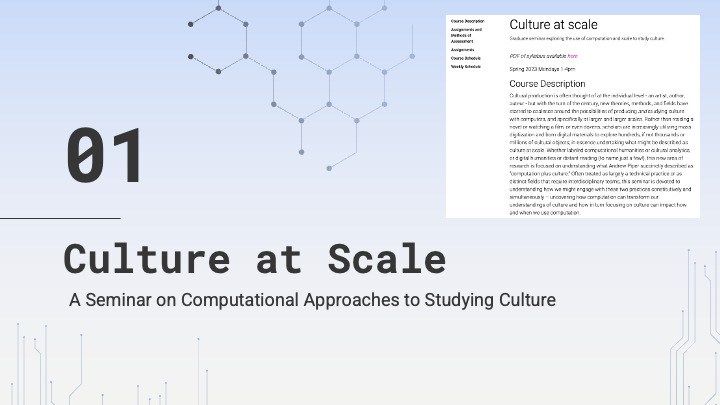 01
Culture at Scale
A Seminar on Computational Approaches to Studying Culture
Course Description
Assignments and
Methods of
Assessment
Assignments
Course Schedule
Weekly Schedule
Culture at scale
Graduate seminar exploring the use of computation and scale to study culture
PDF of syllabus available here
Spring 2023 Mondays 1-4pm
Course Description
Cultural production is often thought of at the individual level - an artist, author,
auteur - but with the turn of the century, new theories, methods, and fields have
started to coalesce around the possibilities of producing and studying culture
with computers, and specifically at larger and larger scales. Rather than reading a
novel or watching a film or even dozens, scholars are increasingly utilizing mass
digitization and born digital materials to explore hundreds, if not thousands or
millions of cultural objects; in essence undertaking what might be described as
culture at scale. Whether labeled computational humanities or cultural analytics,
or digital humanities or distant reading (to name just a few), this new area of
research is focused on understanding what Andrew Piper succinctly described as
"computation plus culture." Often treated as largely a technical practice or as
distinct fields that require interdisciplinary teams, this seminar is devoted to
understanding how we might engage with these two practices constitutively and
simultaneously – uncovering how computation can transform our
understandings of culture and how in turn focusing on culture can impact how
and when we use computation.